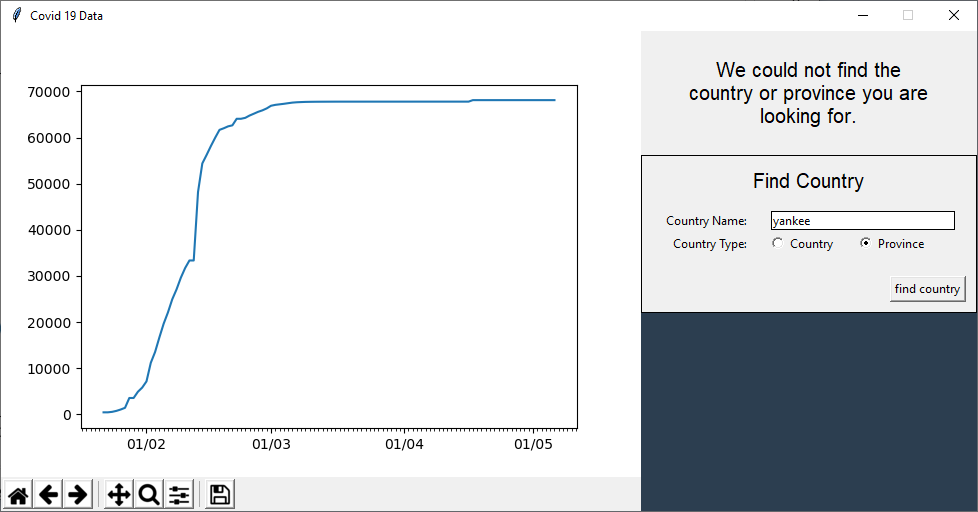 Covid 19 Data
70000
60000
50000
40000
30000
20000
10000
0
01/02 01/03 01/04 01/05
We could not find the
country or province you are
looking for.
Find Country
Country Name: yankee
Country Type: Country Province
find country